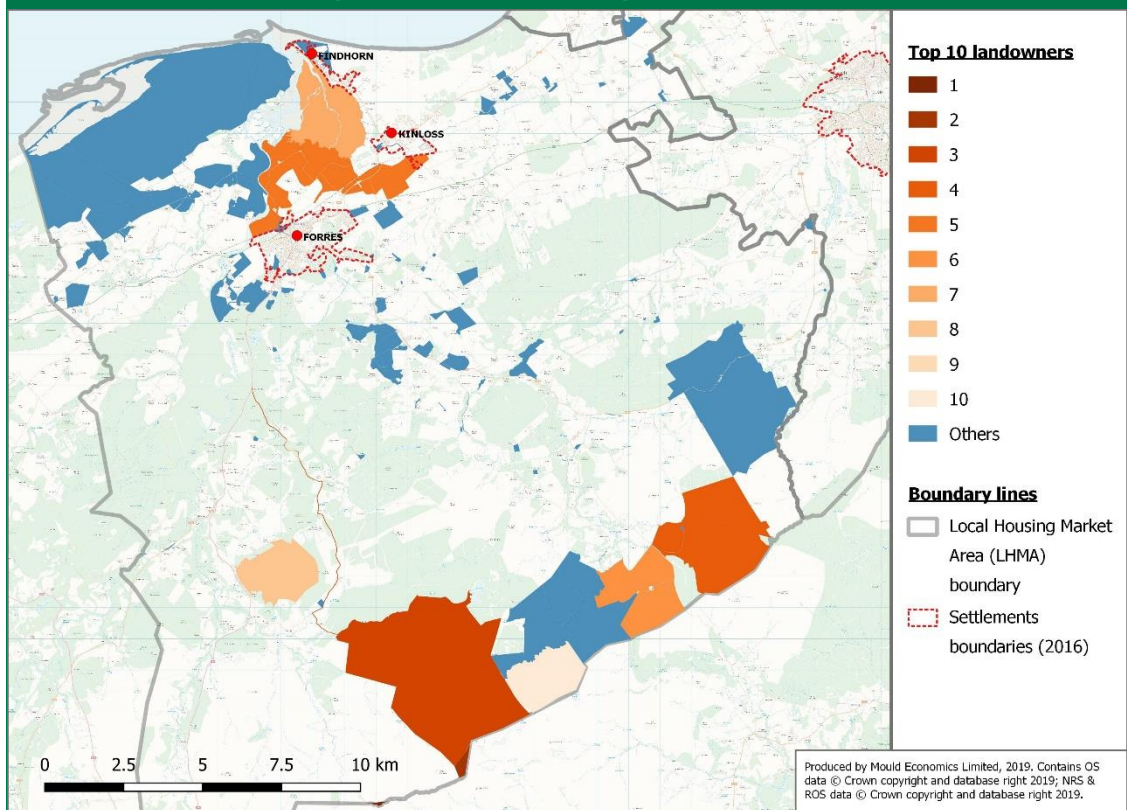 FINDHORN
KINLOSS
FORRES
0 2.5 5 7.5 10 km
Top 10 landowners
1
2
3
4
5
6
7
8
9
10
Others
Boundary lines
Local Housing Market
Area (LHMA)
boundary
Settlements
boundaries (2016)
Produced by Mould Economics Limited, 2019. Contains OS
data © Crown copyright and database right 2019; NRS &
ROS data © Crown copyright and database right 2019.